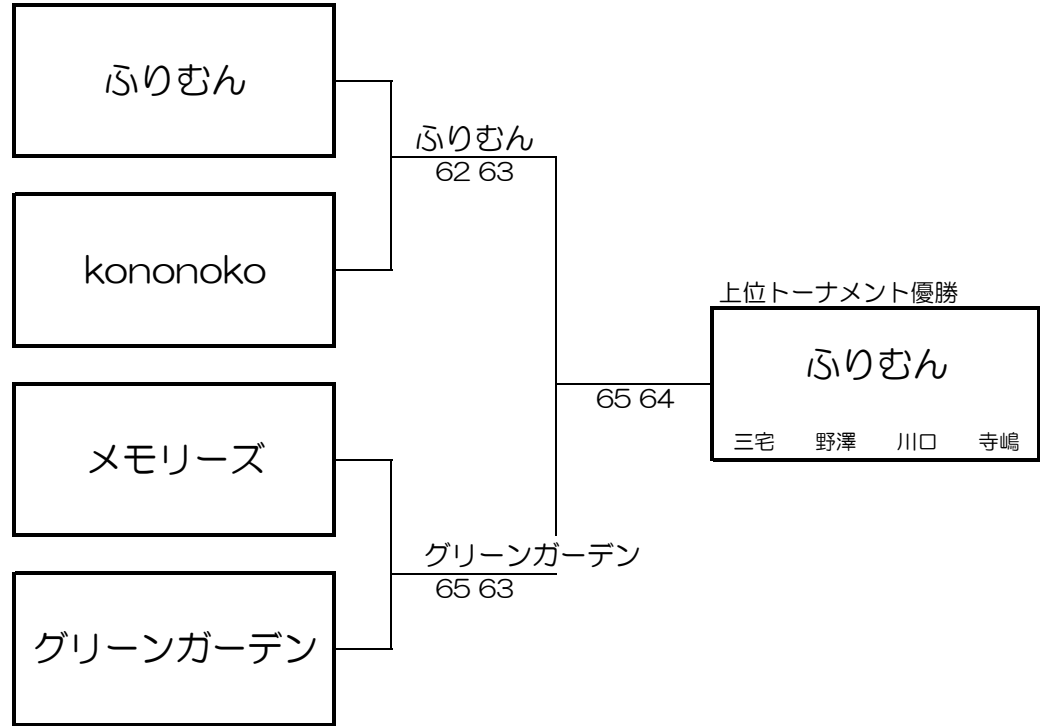 ふりむん
ふりむん
62 63
kononoko
上位トーナメント優勝
ふりむん
65 64
三宅 野澤 川口 寺嶋
メモリーズ
グリーンガーデン
65 63
グリーンガーデン